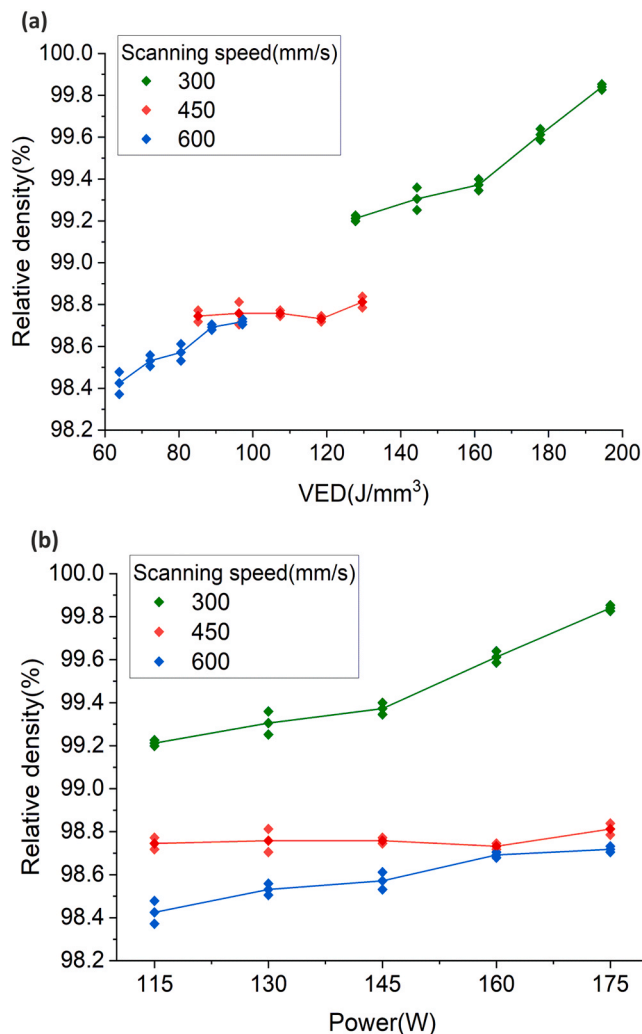 (a)
100.0
99.8
99.6
99.4
99.2
99.0
98.8
98.6
98.4
98.2
Relative density(%)
Scanning speed(mm/s)
300
450
600
60 80 100 120 140 160 180 200
VED(J/mm³)
(b)
100.0
99.8
99.6
99.4
99.2
99.0
98.8
98.6
98.4
98.2
Relative density(%)
Scanning speed(mm/s)
300
450
600
115 130 145 160 175
Power(W)